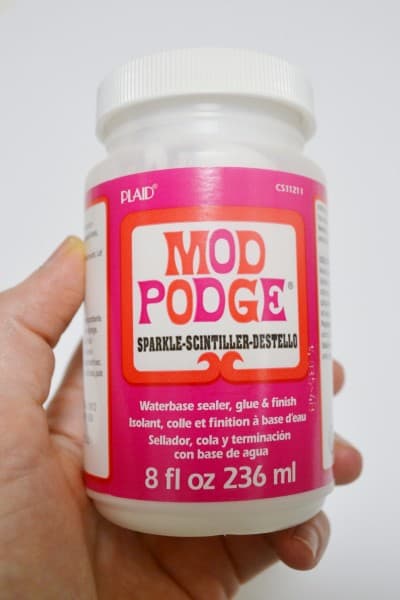 PLAID®
CS11211
MOD
PODGE®
SPARKLE-SCINTILLER-DESTELLO
Waterbase sealer, glue & finish
Isolant, colle et finition à base d'eau
Sellador, cola y terminación
con base de agua
8 fl oz 236 ml